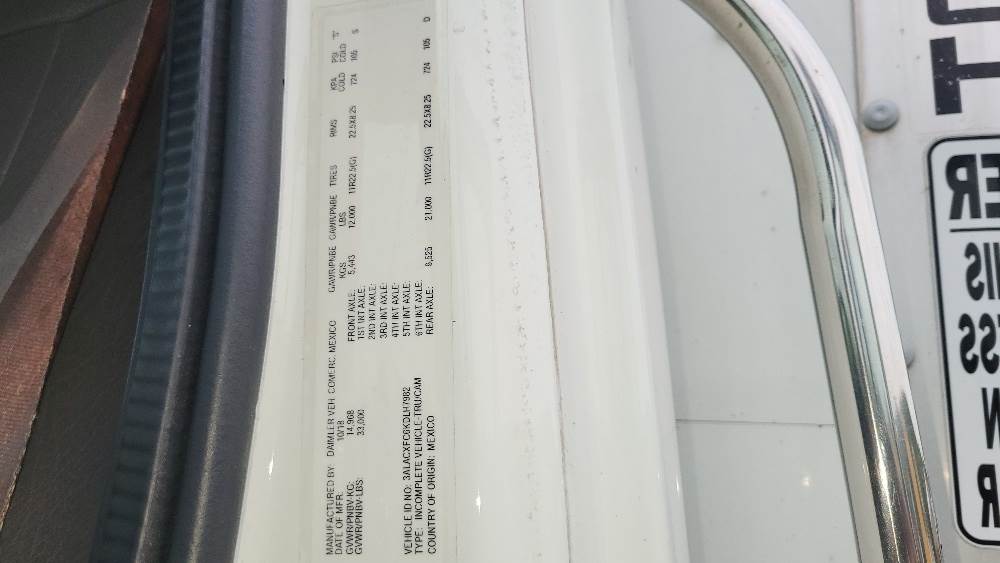 MANUFACTURED BY: DAIMLER VEH. COMERC. MEXICO
DATE OF MFR: 10/18
GVWR/PNBV-KG: 14,968
GVWR/PNBV-LBS: 33,000
GAWR/PNBE KGS GAWR/PNBE LBS TIRES RIMS KPA COLD PSI COLD
FRONT AXLE: 5,443 12,000 11R22.5(G) 22.5X8.25 724 105 S
1ST INT AXLE:
2ND INT AXLE:
3RD INT AXLE:
4TH INT AXLE:
5TH INT AXLE:
6TH INT AXLE:
REAR AXLE: 9,525 21,000 11R22.5(G) 22.5X8.25 724 105 D
VEHICLE ID NO: 3ALACXFC6KDLH7982
TYPE: INCOMPLETE VEHICLE-TRUCAM
COUNTRY OF ORIGIN: MEXICO